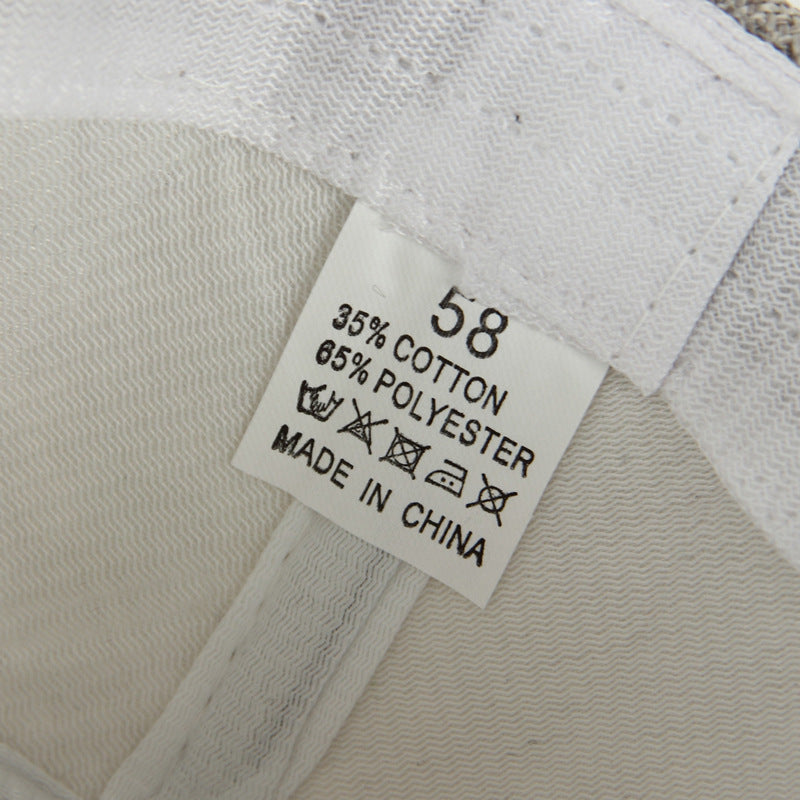 58
35% COTTON
65% POLYESTER
MADE IN CHINA